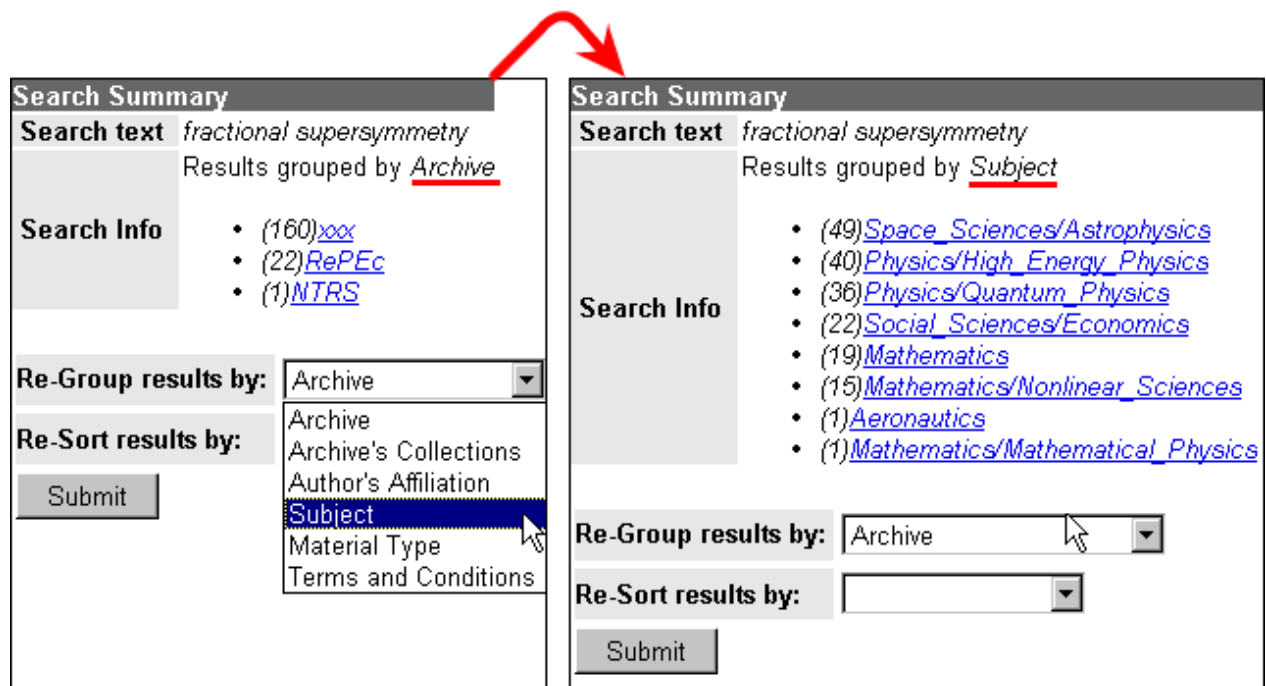 Search Summary
Search text fractional supersymmetry
Results grouped by Archive
Search Info
• (160)xxx
• (22)RePEc
• (1)NTRS
Re-Group results by: Archive
Archive
Archive's Collections
Author's Affiliation
Subject
Material Type
Terms and Conditions
Re-Sort results by:
Submit
Search Summary
Search text fractional supersymmetry
Results grouped by Subject
Search Info
• (49)Space_Sciences/Astrophysics
• (40)Physics/High_Energy_Physics
• (36)Physics/Quantum_Physics
• (22)Social_Sciences/Economics
• (19)Mathematics
• (15)Mathematics/Nonlinear_Sciences
• (1)Aeronautics
• (1)Mathematics/Mathematical_Physics
Re-Group results by: Archive
Re-Sort results by:
Submit